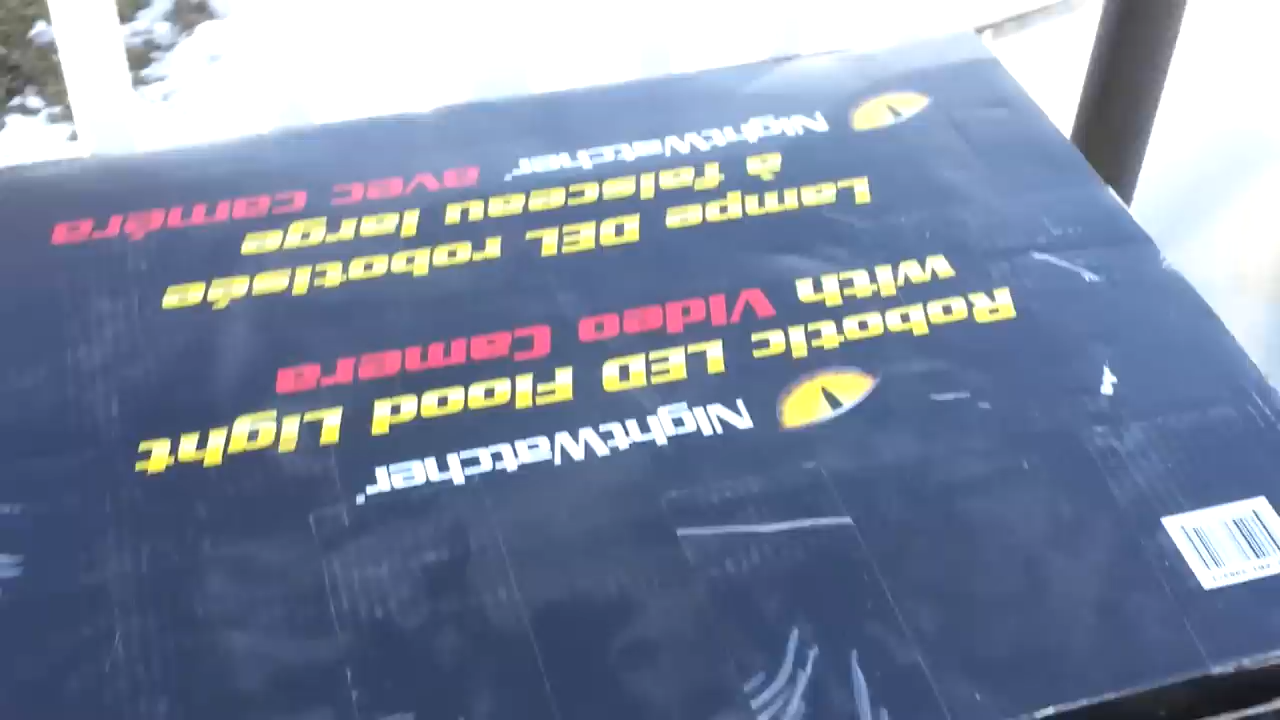 NightWatcher
Robotic LED Flood Light
with Video Camera
Lampe DEL robotisée
à faisceau large
avec caméra
NightWatcher